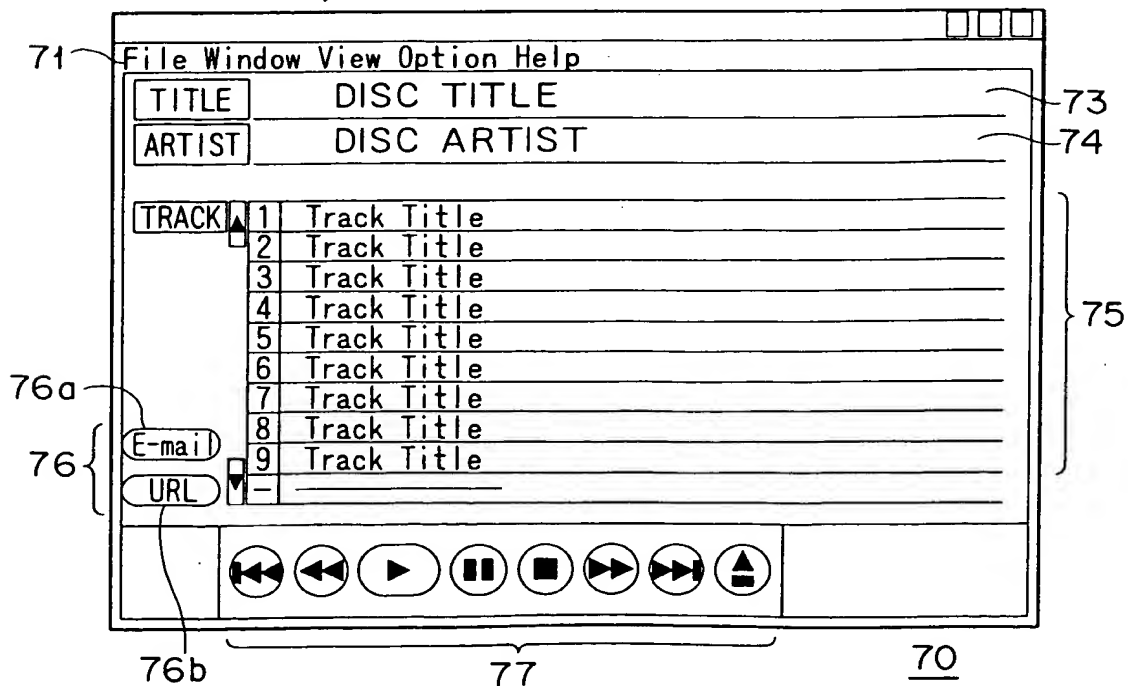 71 File Window View Option Help
TITLE DISC TITLE 73
ARTIST DISC ARTIST 74
TRACK 1 Track Title
2 Track Title
3 Track Title
4 Track Title
75
5 Track Title
6 Track Title
76a 7 Track Title
E-mail 8 Track Title
76 9 Track Title
URL –
76b 77 70